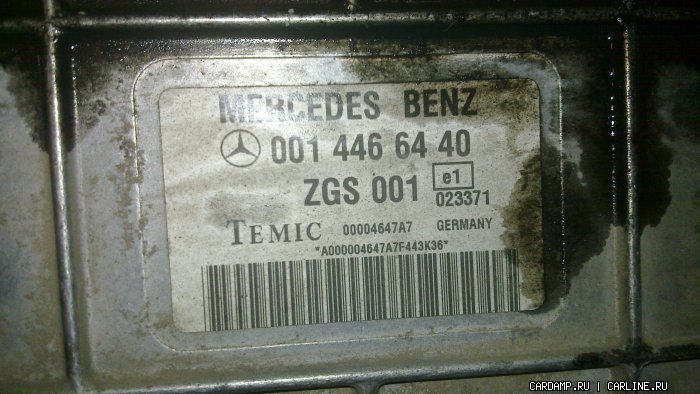 MERCEDES BENZ
001 446 64 40
ZGS 001 e1
023371
TEMIC 00004647A7 GERMANY
*A000004647A7F443K36*
CARDAMP.RU | CARLINE.RU